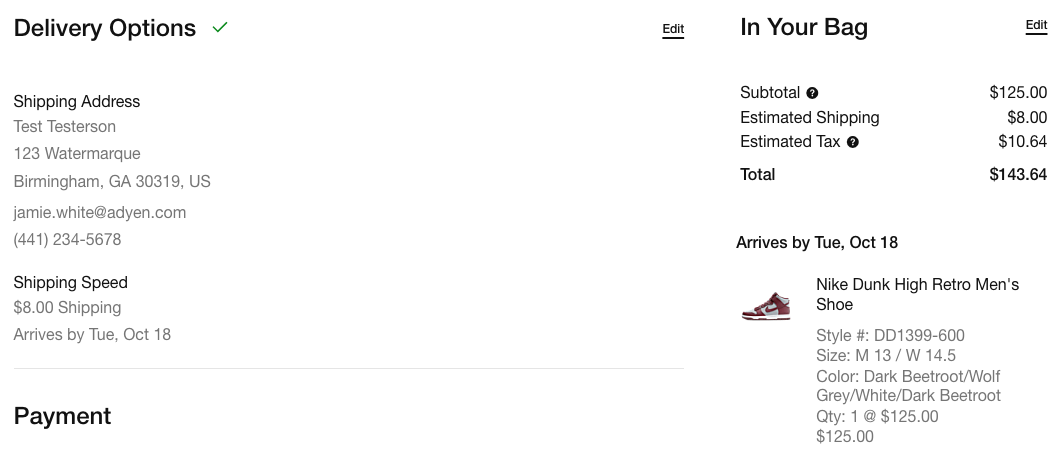 Delivery Options
Edit
Shipping Address
Test Testerson
123 Watermarque
Birmingham, GA 30319, US
jamie.white@adyen.com
(441) 234-5678
Shipping Speed
$8.00 Shipping
Arrives by Tue, Oct 18
Payment
In Your Bag
Edit
Subtotal ? $125.00
Estimated Shipping $8.00
Estimated Tax ? $10.64
Total $143.64
Arrives by Tue, Oct 18
Nike Dunk High Retro Men's
Shoe
Style #: DD1399-600
Size: M 13 / W 14.5
Color: Dark Beetroot/Wolf
Grey/White/Dark Beetroot
Qty: 1 @ $125.00
$125.00